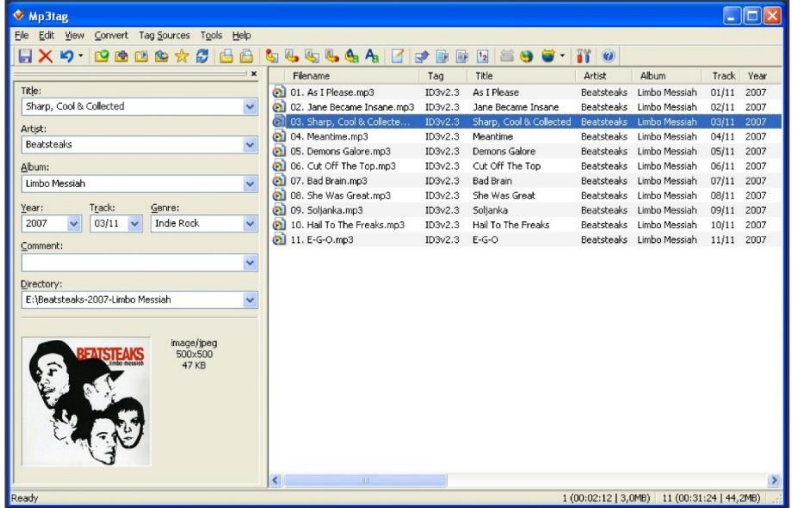 Mp3tag
File Edit View Convert Tag Sources Tools Help
Title:
Sharp, Cool & Collected
Artist:
Beatsteaks
Album:
Limbo Messiah
Year: Track: Genre:
2007 03/11 Indie Rock
Comment:
Directory:
E:\Beatsteaks-2007-Limbo Messiah
BEATSTEAKS
limbo messiah
image/jpeg
500x500
47 KB
Filename Tag Title Artist Album Track Year
01. As I Please.mp3 ID3v2.3 As I Please Beatsteaks Limbo Messiah 01/11 2007
02. Jane Became Insane.mp3 ID3v2.3 Jane Became Insane Beatsteaks Limbo Messiah 02/11 2007
03. Sharp, Cool & Collecte... ID3v2.3 Sharp, Cool & Collected Beatsteaks Limbo Messiah 03/11 2007
04. Meantime.mp3 ID3v2.3 Meantime Beatsteaks Limbo Messiah 04/11 2007
05. Demons Galore.mp3 ID3v2.3 Demons Galore Beatsteaks Limbo Messiah 05/11 2007
06. Cut Off The Top.mp3 ID3v2.3 Cut Off The Top Beatsteaks Limbo Messiah 06/11 2007
07. Bad Brain.mp3 ID3v2.3 Bad Brain Beatsteaks Limbo Messiah 07/11 2007
08. She Was Great.mp3 ID3v2.3 She Was Great Beatsteaks Limbo Messiah 08/11 2007
09. Soljanka.mp3 ID3v2.3 Soljanka Beatsteaks Limbo Messiah 09/11 2007
10. Hail To The Freaks.mp3 ID3v2.3 Hail To The Freaks Beatsteaks Limbo Messiah 10/11 2007
11. E-G-O.mp3 ID3v2.3 E-G-O Beatsteaks Limbo Messiah 11/11 2007
Ready 1 (00:02:12 | 3,0MB) 11 (00:31:24 | 44,2MB)